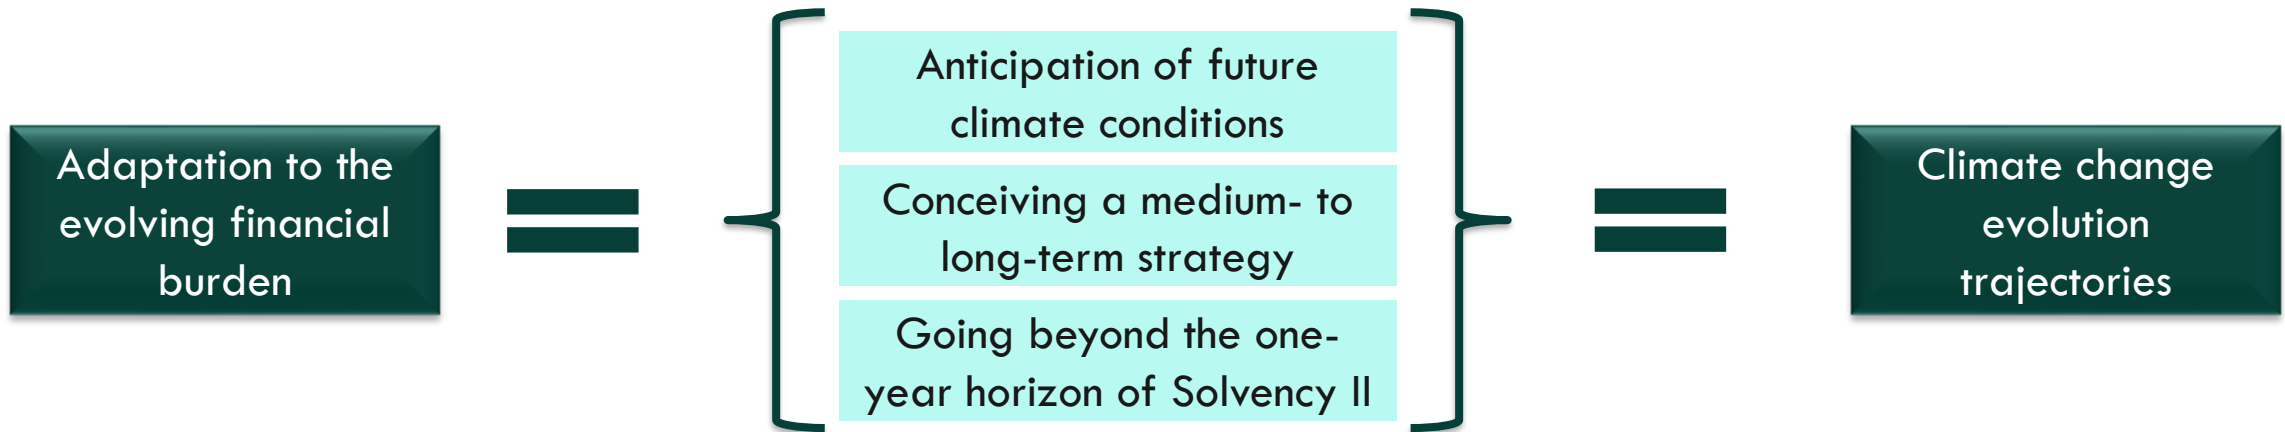 Adaptation to the
evolving financial
burden
Anticipation of future
climate conditions
Conceiving a medium- to
long-term strategy
Going beyond the one-
year horizon of Solvency II
Climate change
evolution
trajectories